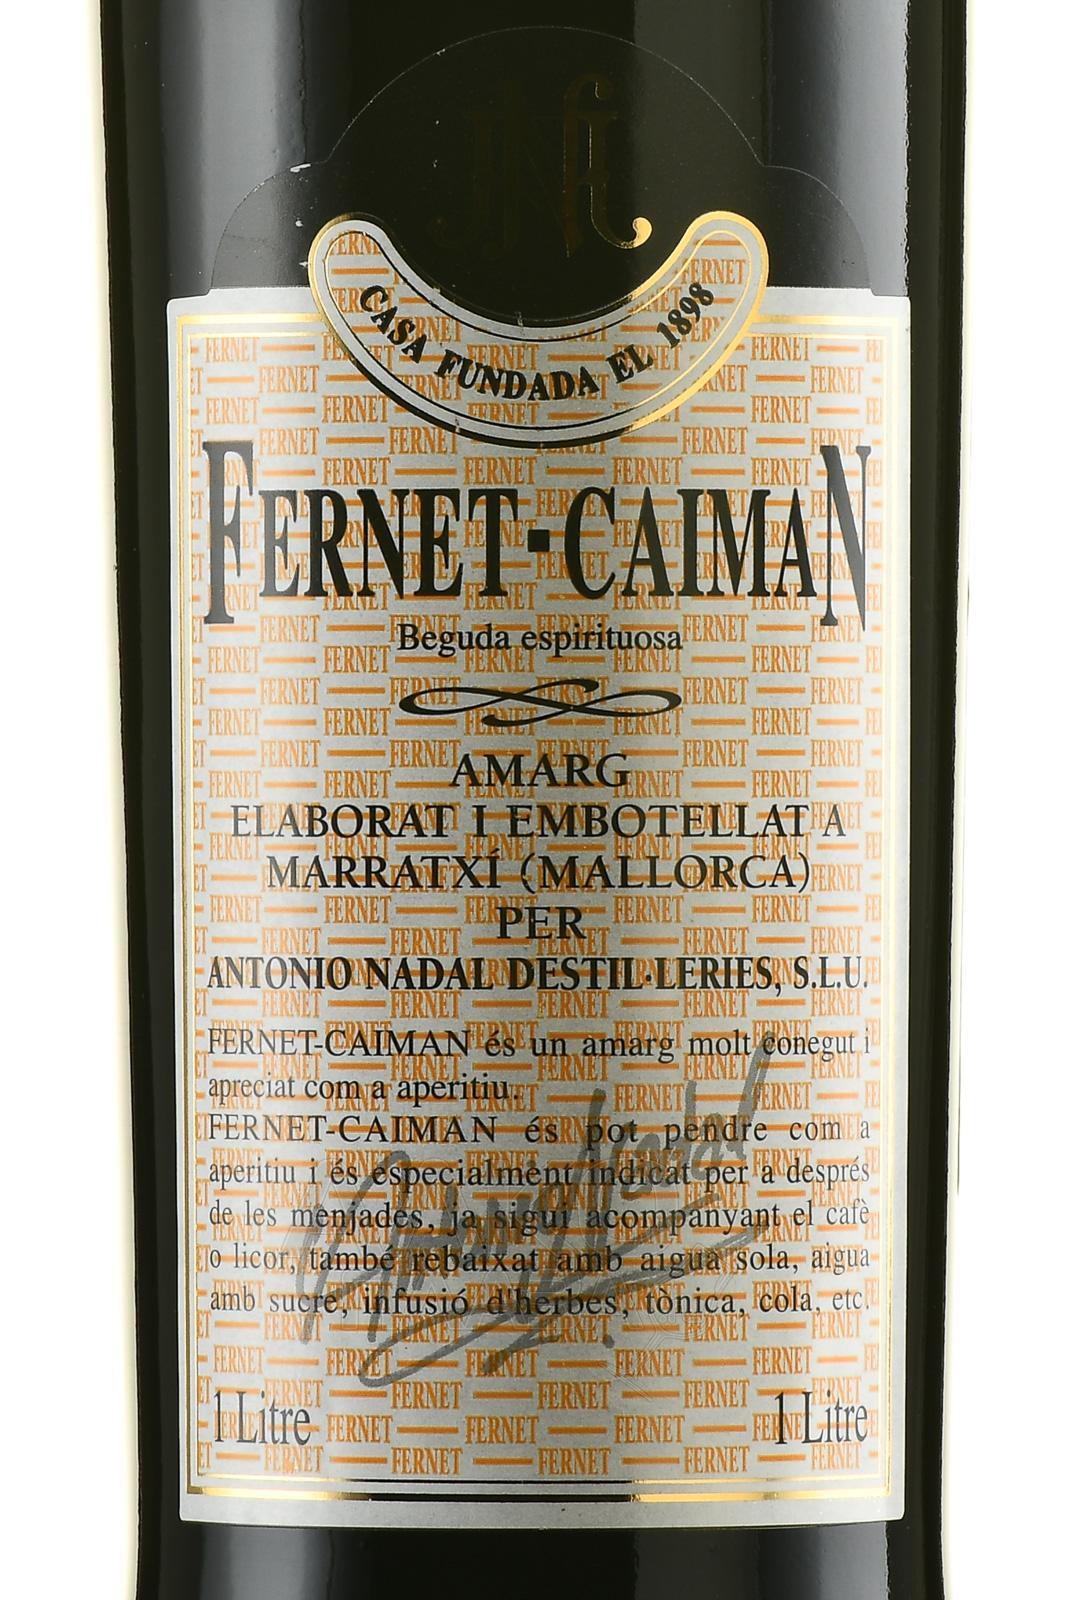 CASA FUNDADA EL 1898
FERNET-CAIMAN
Beguda espirituosa
AMARG
ELABORAT I EMBOTELLAT A
MARRATXÍ (MALLORCA)
PER
ANTONIO NADAL DESTIL·LERIES, S.L.U.
FERNET-CAIMAN és un amarg molt conegut i
apreciat com a aperitiu.
FERNET-CAIMAN és pot pendre com a
aperitiu i és especialment indicat per a després
de les menjades, ja sigui acompanyant el cafè
o licor, també rebaixat amb aigua sola, aigua
amb sucre, infusió d'herbes, tònica, cola, etc.
1 Litre 1 Litre